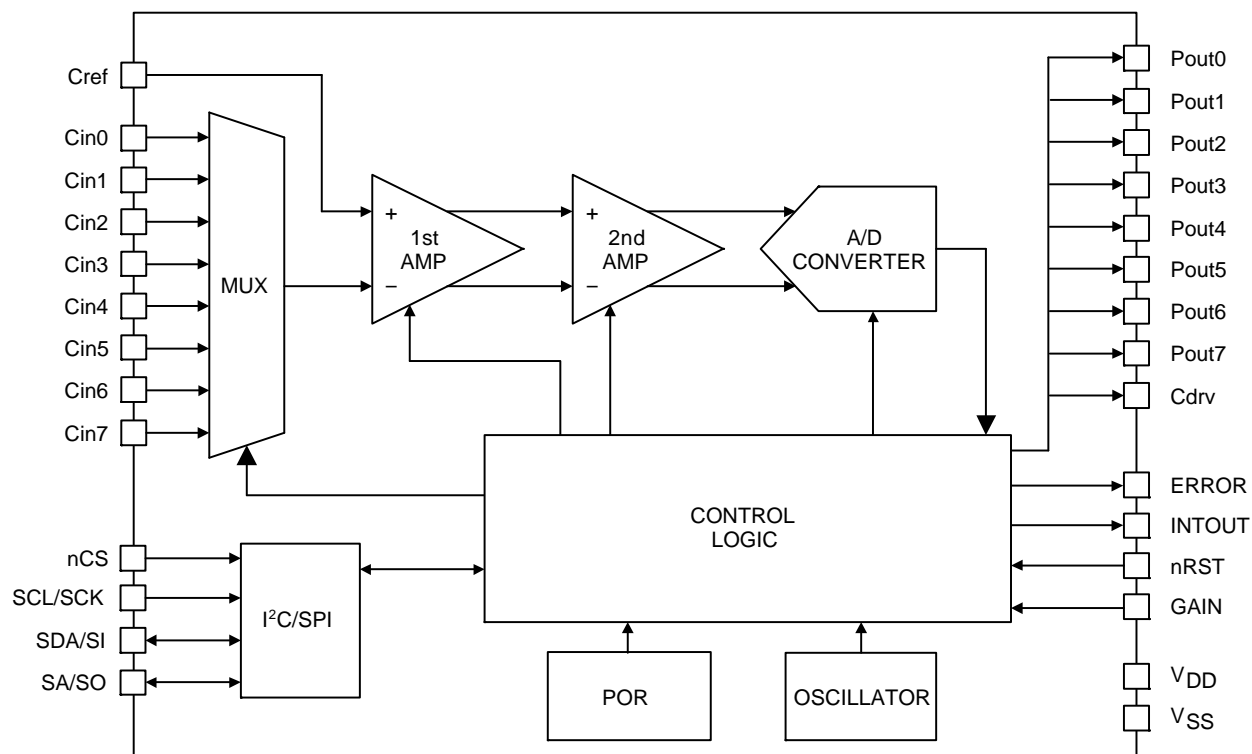 Cref
Cin0
Cin1
Cin2
Cin3
Cin4
Cin5
Cin6
Cin7
nCS
SCL/SCK
SDA/SI
SA/SO
MUX
+
1st
AMP
−
+
2nd
AMP
−
A/D
CONVERTER
CONTROL
LOGIC
I²C/SPI
POR
OSCILLATOR
Pout0
Pout1
Pout2
Pout3
Pout4
Pout5
Pout6
Pout7
Cdrv
ERROR
INTOUT
nRST
GAIN
VDD
VSS